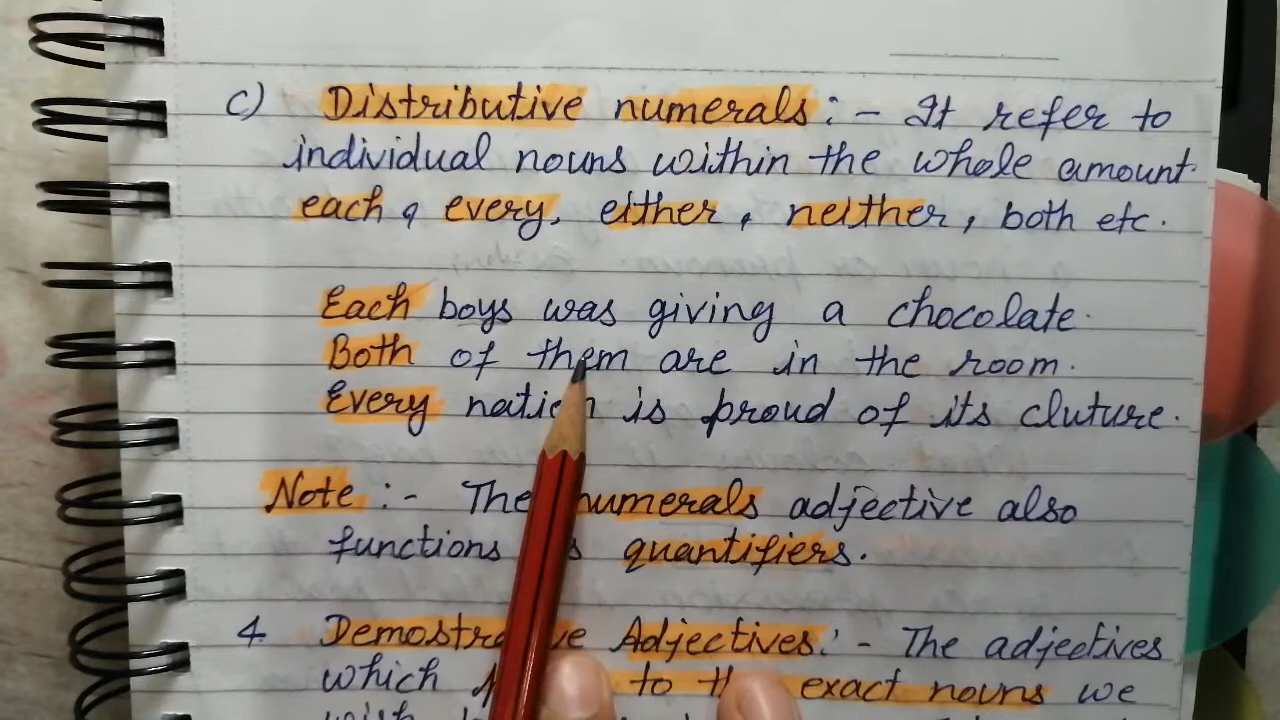 c) Distributive numerals :- It refer to
individual nouns within the whole amount.
each, every, either, neither, both etc.
Each boys was giving a chocolate.
Both of them are in the room.
Every nation is proud of its cluture.
Note :- The numerals adjective also
functions quantifiers.
4. Adjectives :- The adjectives
which to exact nouns we